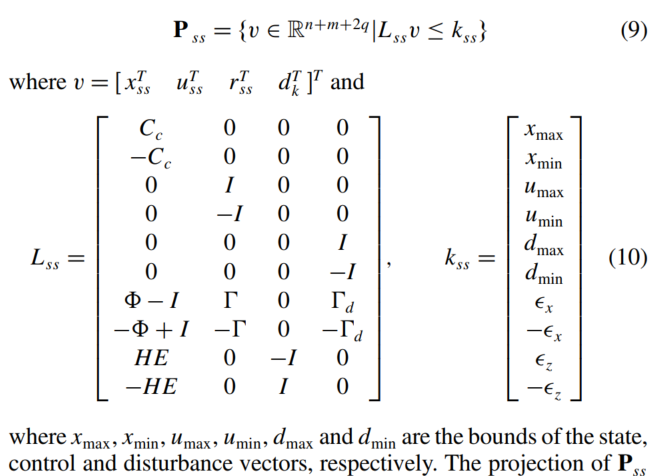 P_ss = {v ∈ ℝ^{n+m+2q} | L_ss v ≤ k_ss} (9)
where v = [x_ss^T u_ss^T r_ss^T d_k^T]^T and
L_ss = [
C_c 0 0 0
−C_c 0 0 0
0 I 0 0
0 −I 0 0
0 0 0 I
0 0 0 −I
Φ − I Γ 0 Γ_d
−Φ + I −Γ 0 −Γ_d
HE 0 −I 0
−HE 0 I 0
], k_ss = [
x_max
x_min
u_max
u_min
d_max
d_min
ϵ_x
−ϵ_x
ϵ_z
−ϵ_z
] (10)
where x_max, x_min, u_max, u_min, d_max and d_min are the bounds of the state,
control and disturbance vectors, respectively. The projection of P_ss